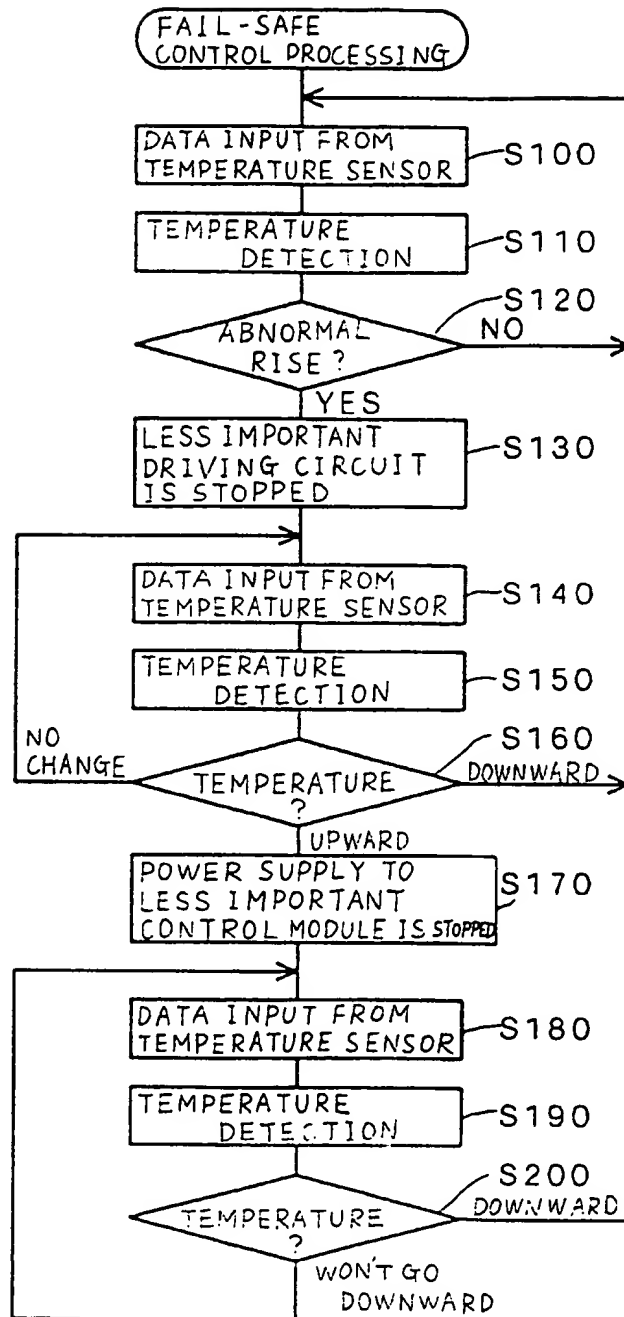 FAIL-SAFE
CONTROL PROCESSING
DATA INPUT FROM
TEMPERATURE SENSOR
S100
TEMPERATURE
DETECTION
S110
S120
ABNORMAL
RISE?
NO
YES
LESS IMPORTANT
DRIVING CIRCUIT
IS STOPPED
S130
DATA INPUT FROM
TEMPERATURE SENSOR
S140
TEMPERATURE
DETECTION
S150
NO
CHANGE
S160
TEMPERATURE
?
DOWNWARD
UPWARD
POWER SUPPLY TO
LESS IMPORTANT
CONTROL MODULE IS STOPPED
S170
DATA INPUT FROM
TEMPERATURE SENSOR
S180
TEMPERATURE
DETECTION
S190
S200
TEMPERATURE
?
DOWNWARD
WON'T GO
DOWNWARD